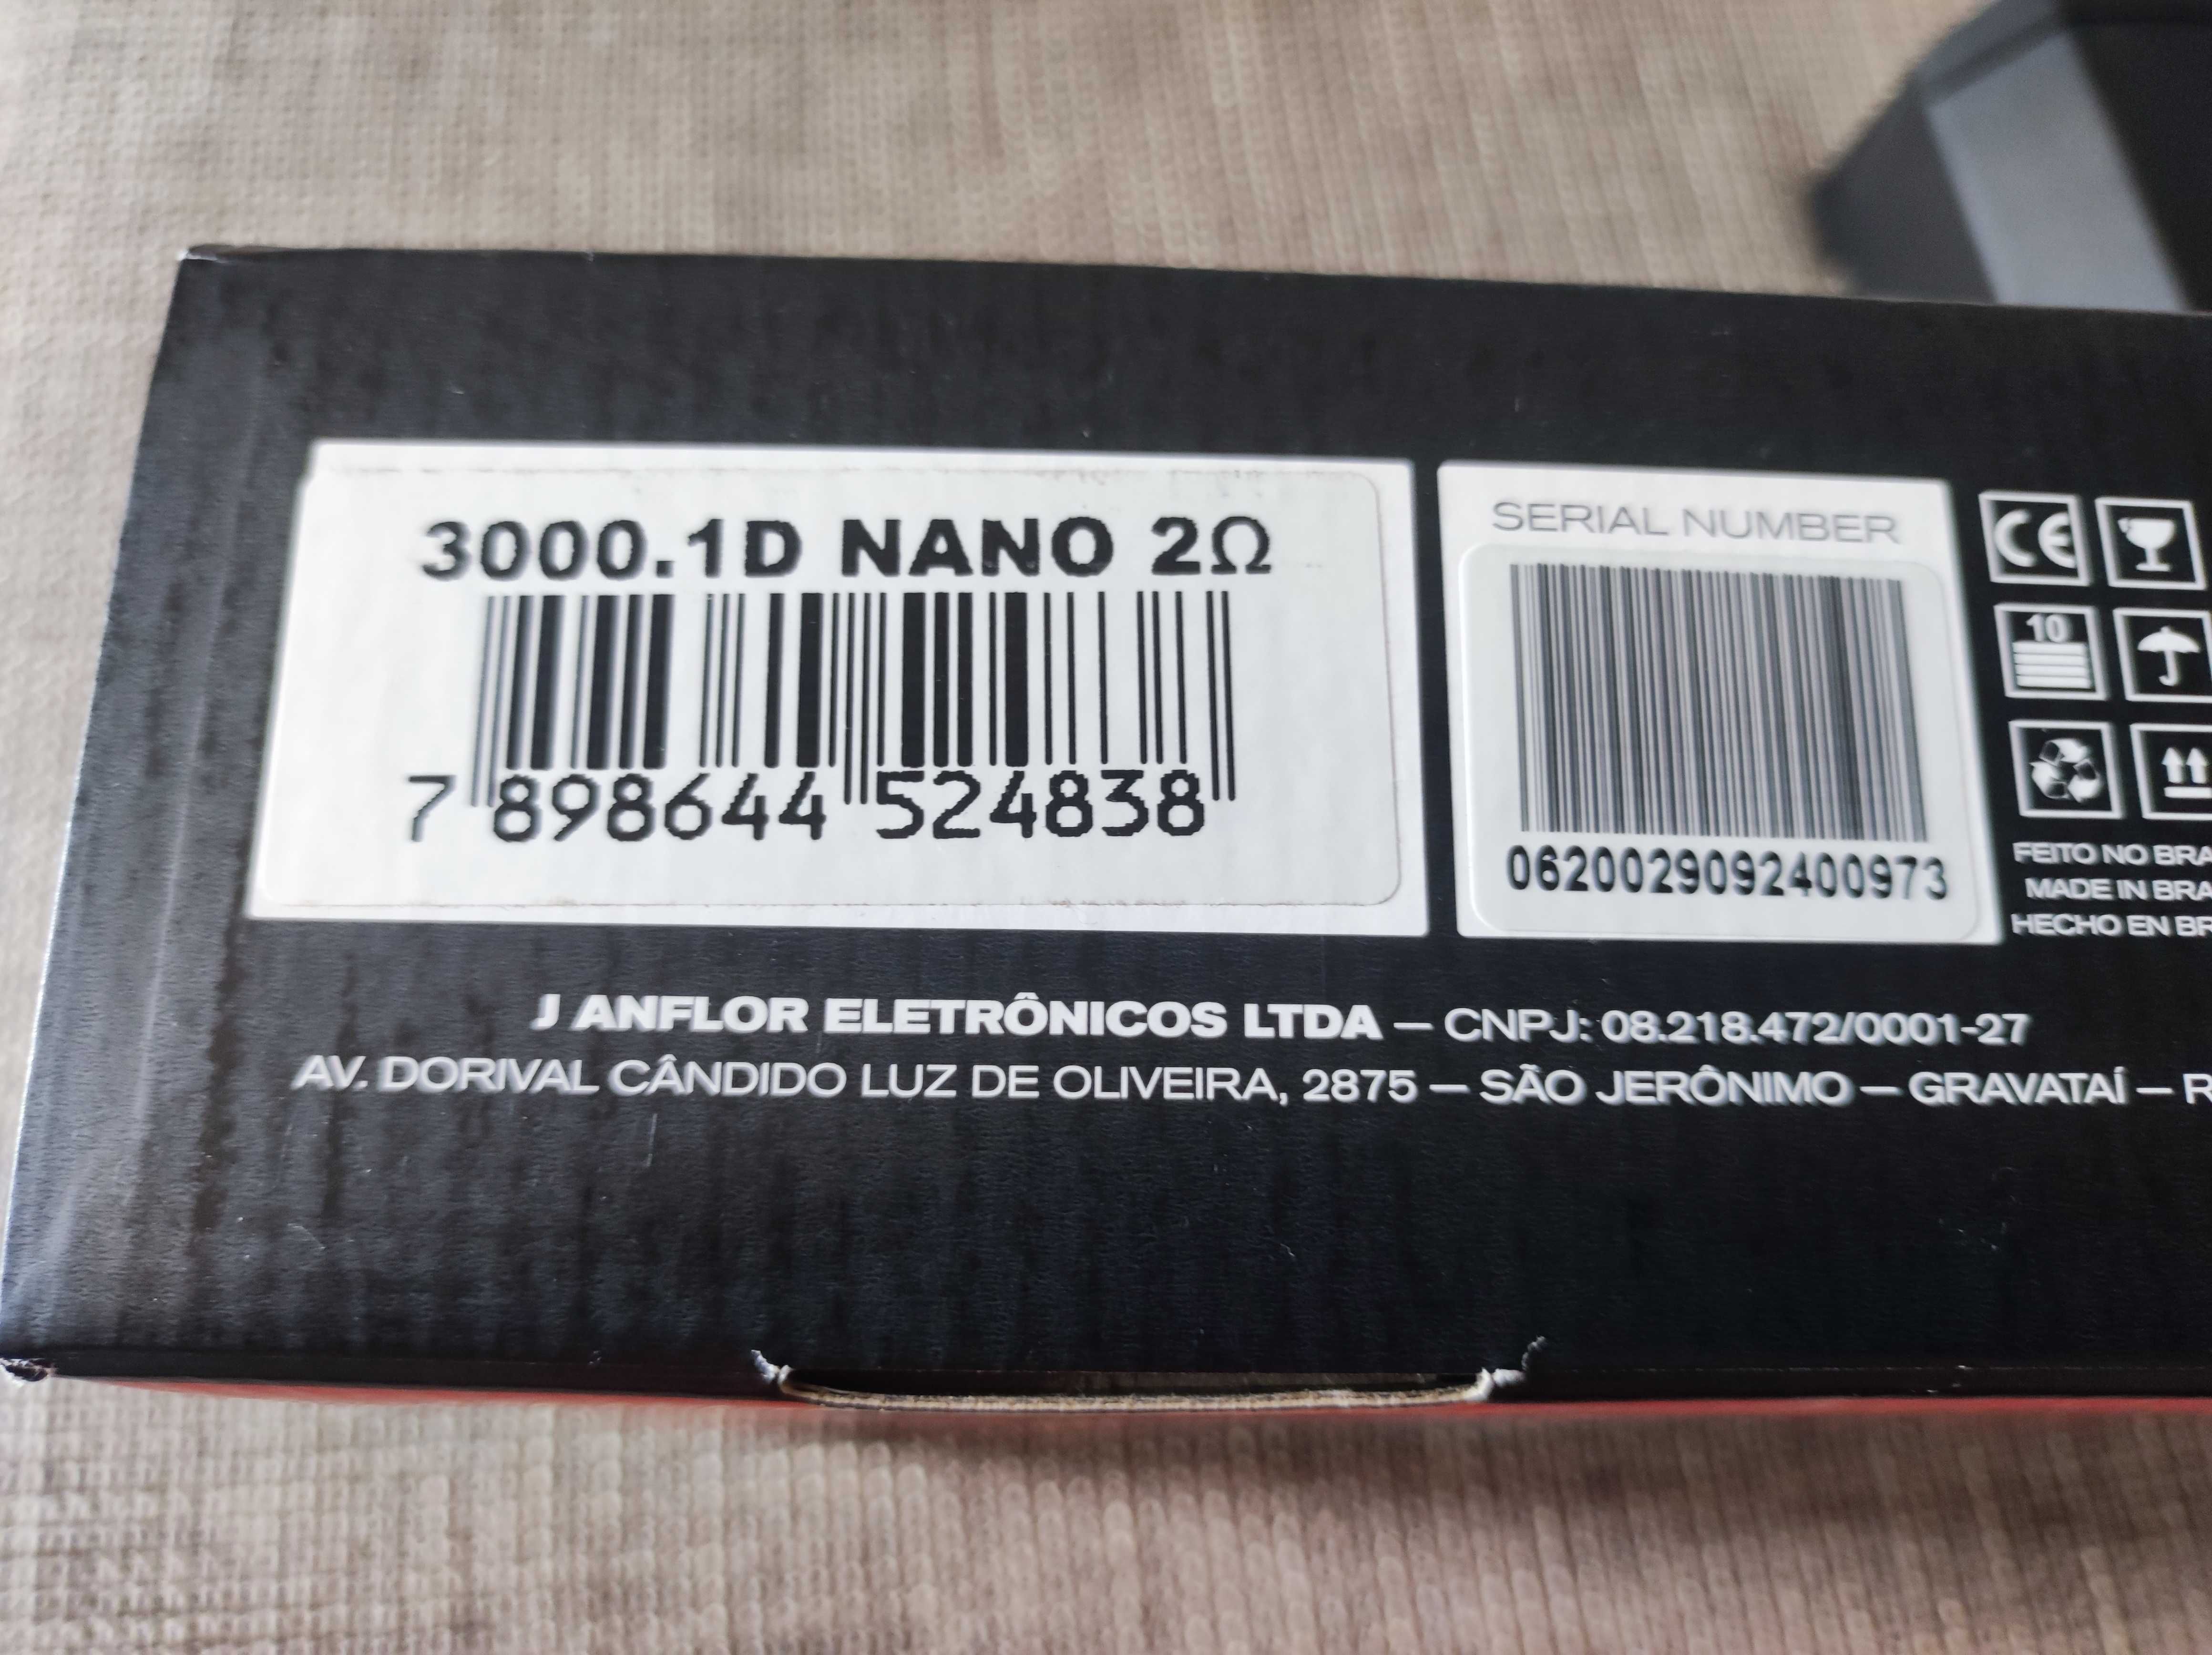 3000.1D NANO 2Ω
7 898644 524838
SERIAL NUMBER
0620029092400973
CE
10
FEITO NO BRA
MADE IN BRA
HECHO EN BR
J ANFLOR ELETRÔNICOS LTDA — CNPJ: 08.218.472/0001-27
AV. DORIVAL CÂNDIDO LUZ DE OLIVEIRA, 2875 — SÃO JERÔNIMO — GRAVATAÍ — R